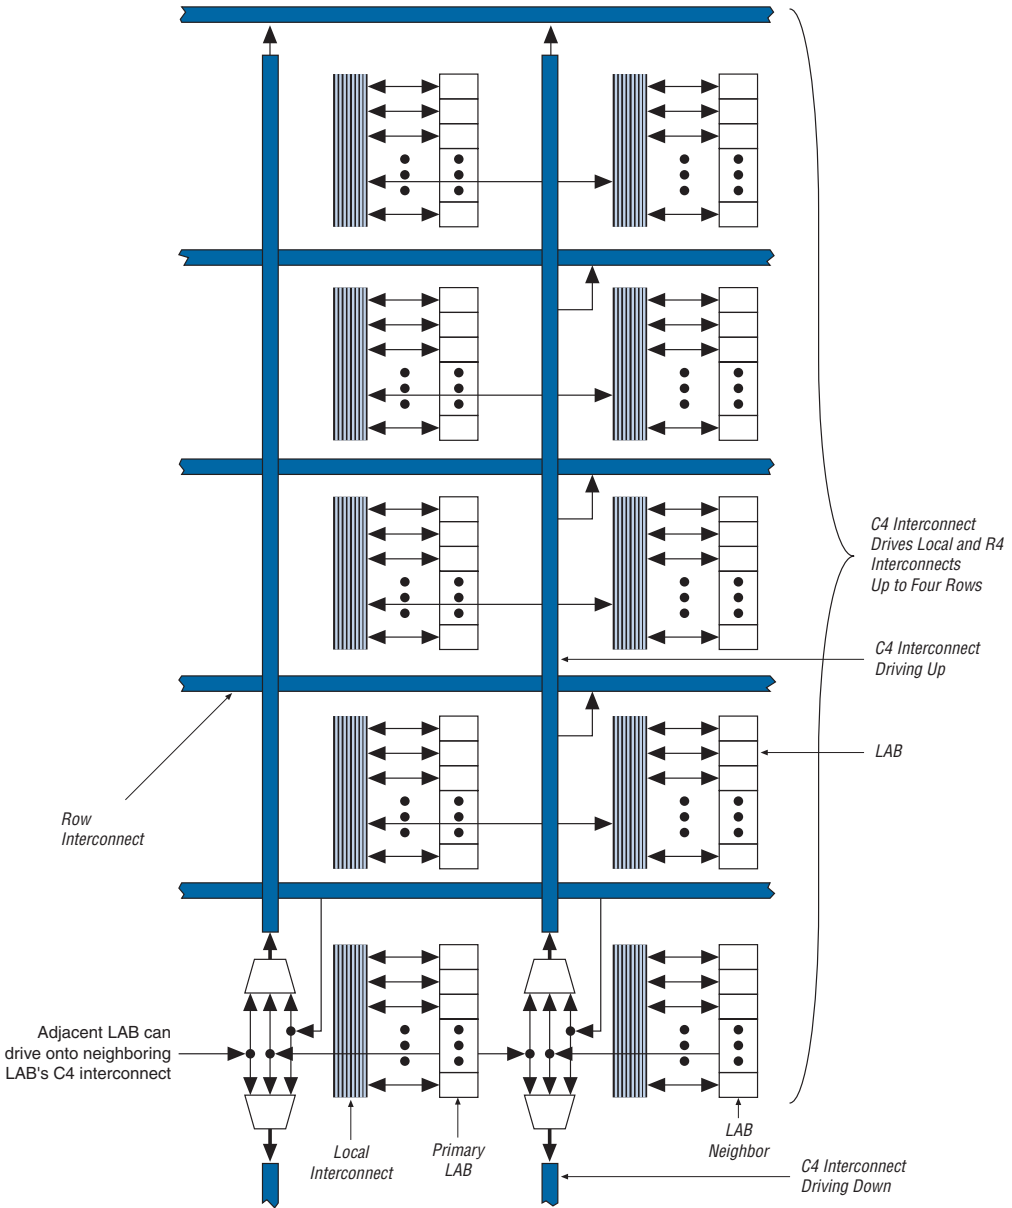 C4 Interconnect
Drives Local and R4
Interconnects
Up to Four Rows
C4 Interconnect
Driving Up
LAB
Row
Interconnect
Adjacent LAB can
drive onto neighboring
LAB's C4 interconnect
Local
Interconnect
Primary
LAB
LAB
Neighbor
C4 Interconnect
Driving Down